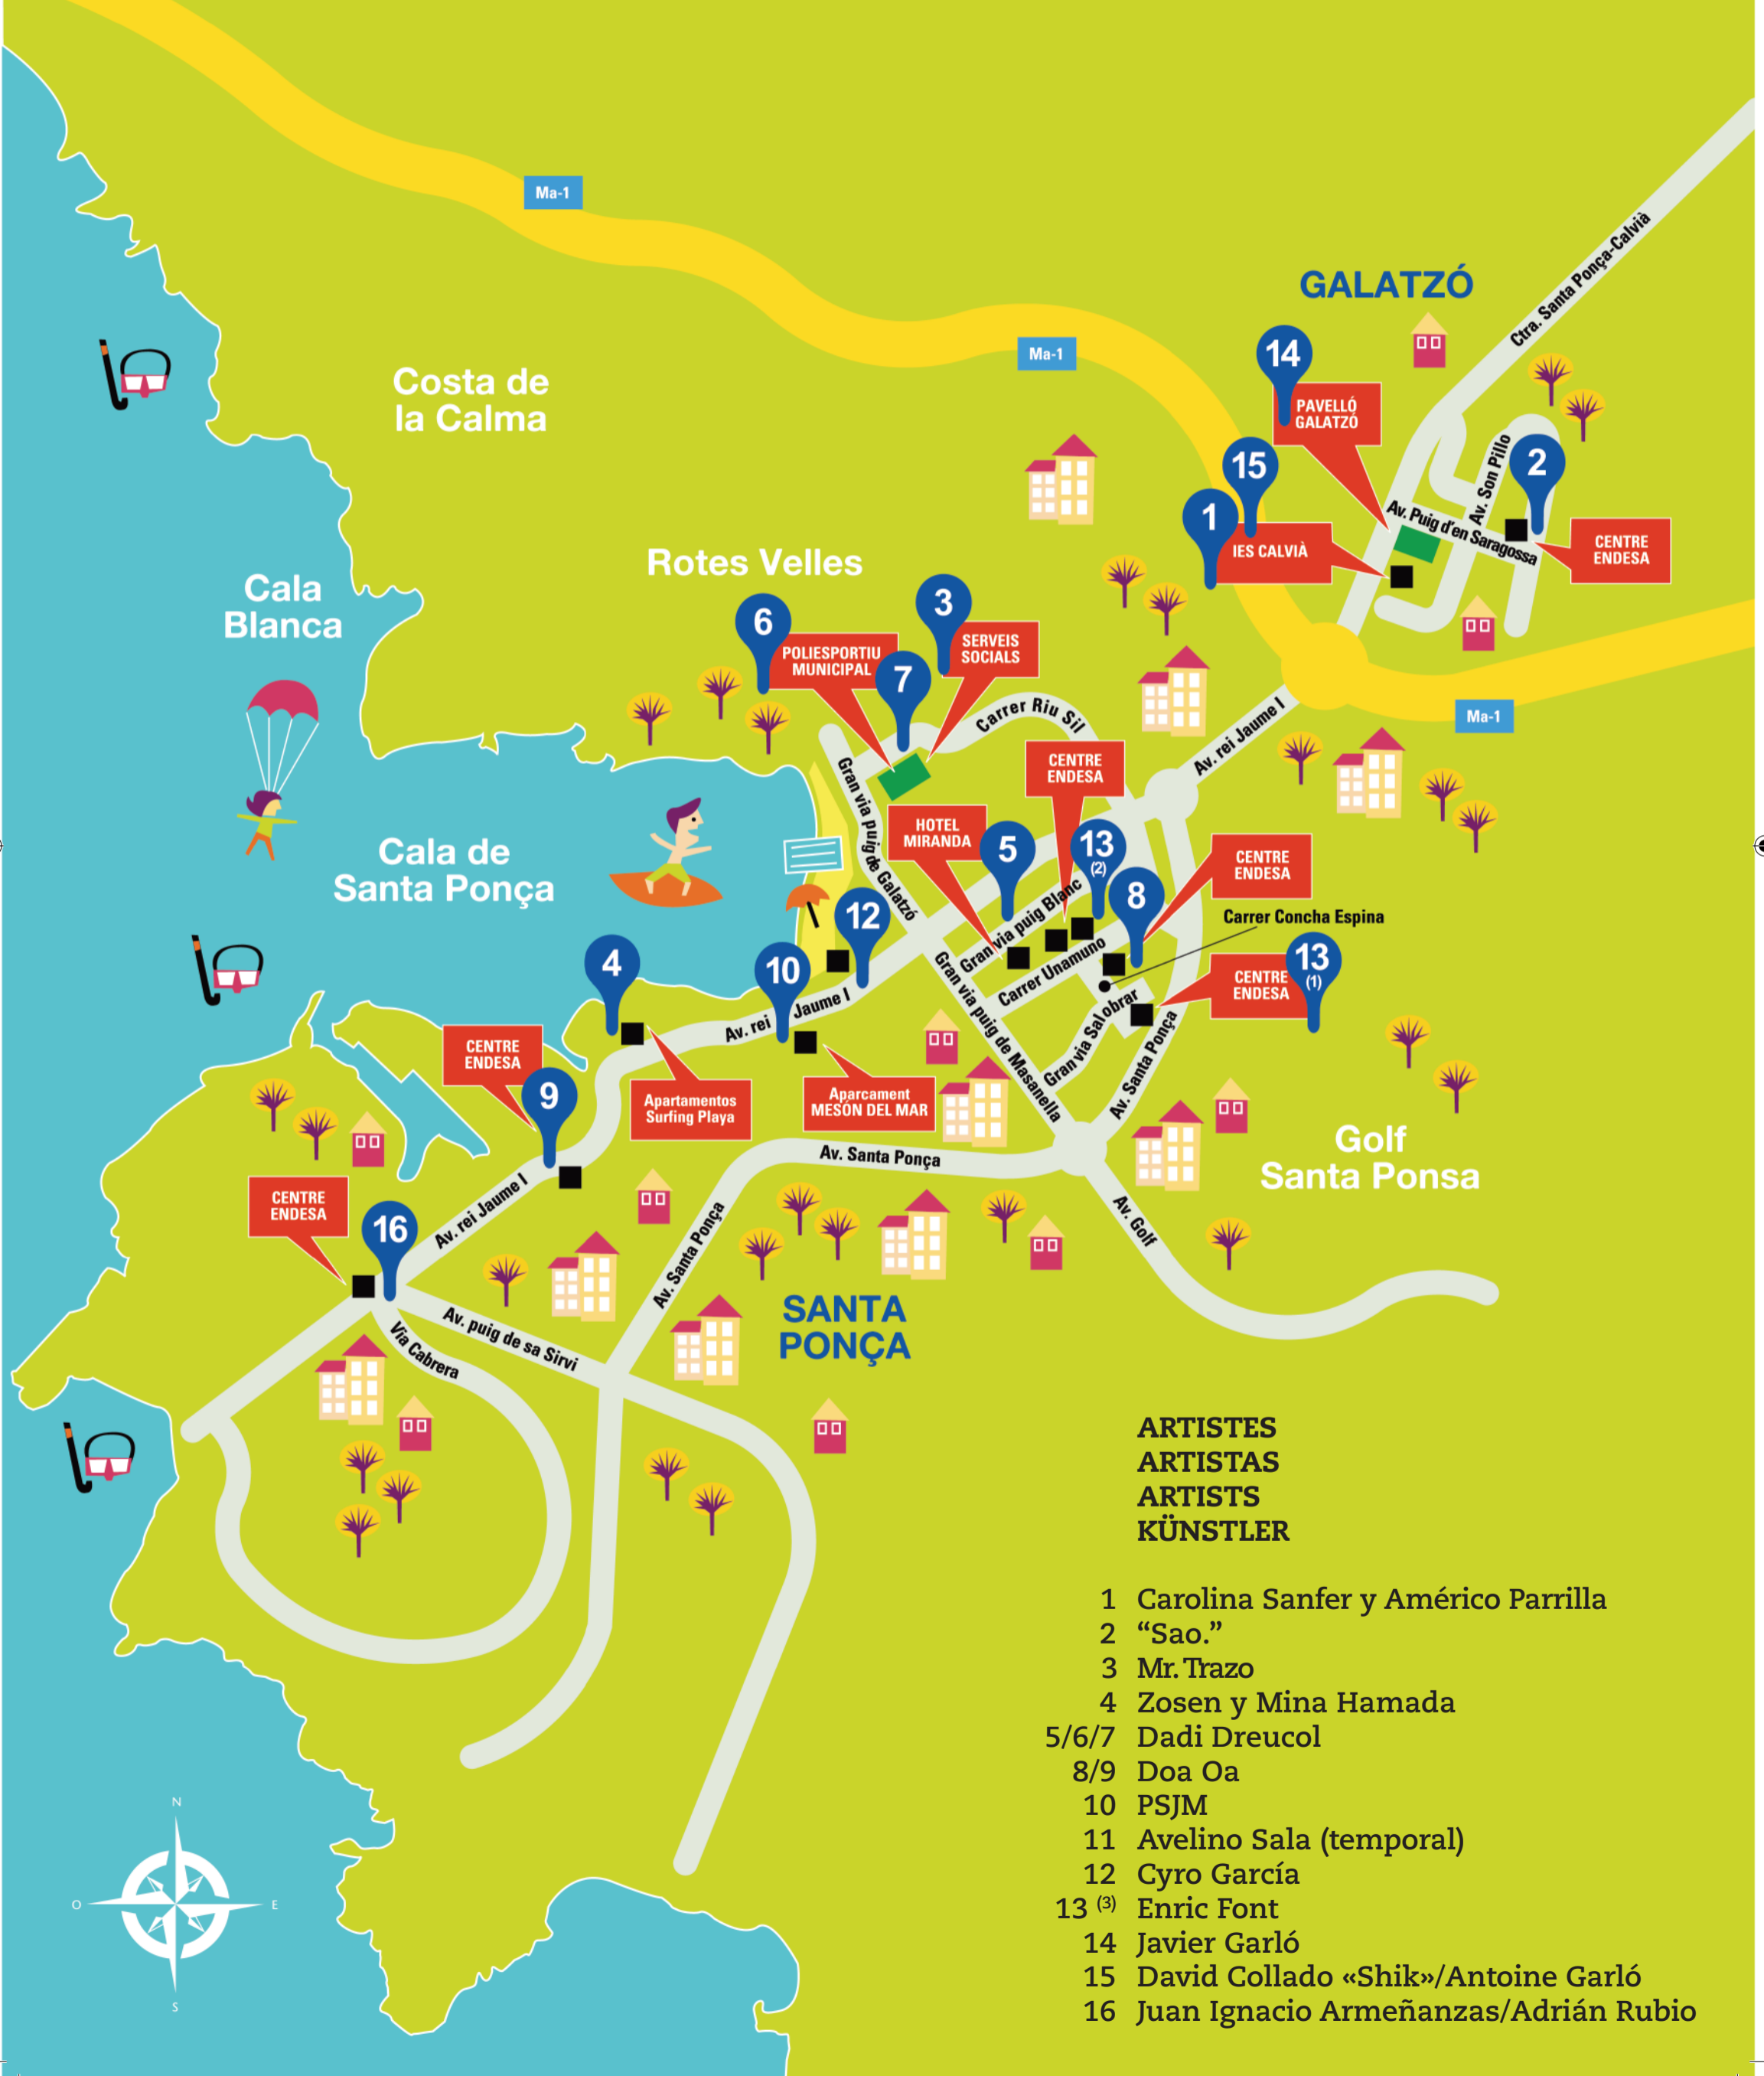 Ma-1
Ctra. Santa Ponça-Calvià
GALATZÓ
14
Ma-1
Costa de
la Calma
PAVELLÓ
GALATZÓ
15
Av. Son Pillo
2
1
Av. Puig d'en Saragossa
IES CALVIÀ
CENTRE
ENDESA
Rotes Velles
Cala
Blanca
3
6
SERVEIS
SOCIALS
POLIESPORTIU
MUNICIPAL
7
Carrer Riu Sil
Av. rei Jaume I
Ma-1
CENTRE
ENDESA
Gran via puig de Galatzó
HOTEL
MIRANDA
5
13
(2)
CENTRE
ENDESA
Cala de
Santa Ponça
8
12
Gran via puig Blanc
Carrer Concha Espina
4
10
Carrer Unamuno
13
(1)
CENTRE
ENDESA
Av. rei Jaume I
Gran via puig de Masanella
Gran via Salobrar
Av. Santa Ponça
CENTRE
ENDESA
9
Apartamentos
Surfing Playa
Aparcament
MESÓN DEL MAR
Golf
Santa Ponsa
Av. Santa Ponça
CENTRE
ENDESA
16
Av. rei Jaume I
Av. Santa Ponça
Av. Golf
SANTA
PONÇA
Av. puig de sa Sirvi
Via Cabrera
ARTISTES
ARTISTAS
ARTISTS
KÜNSTLER
1 Carolina Sanfer y Américo Parrilla
2 “Sao.”
3 Mr. Trazo
4 Zosen y Mina Hamada
5/6/7 Dadi Dreucol
8/9 Doa Oa
10 PSJM
11 Avelino Sala (temporal)
12 Cyro García
13 (3) Enric Font
14 Javier Garló
15 David Collado «Shik»/Antoine Garló
16 Juan Ignacio Armeñanzas/Adrián Rubio
N
O
E
S